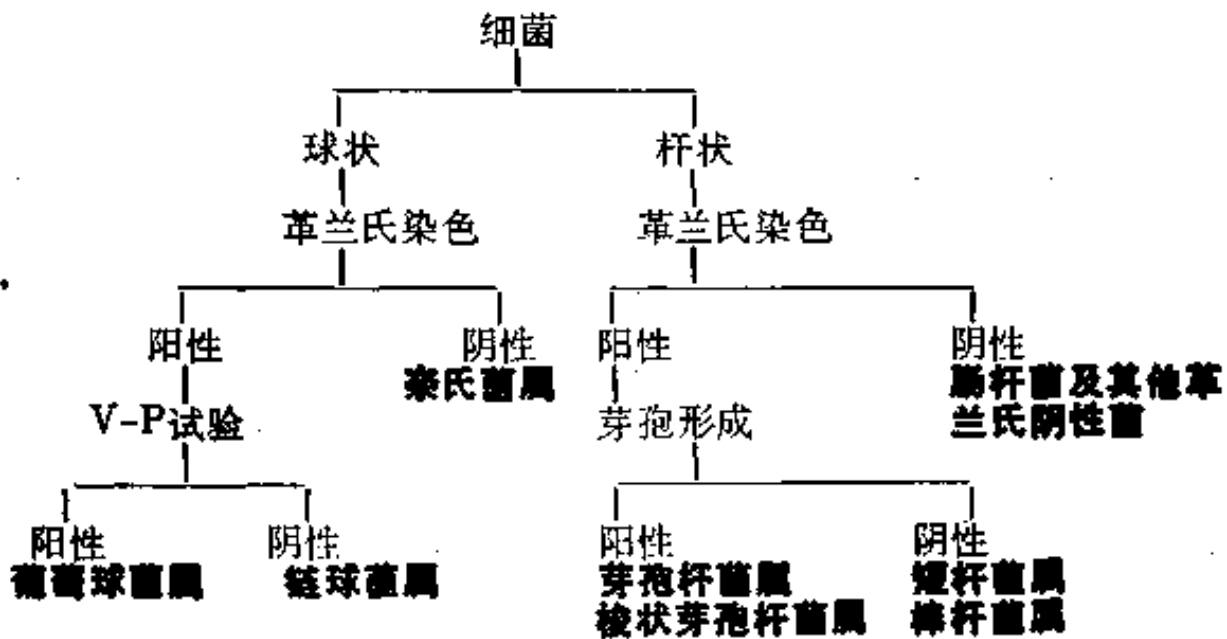 细菌
球状 杆状
革兰氏染色 革兰氏染色
阳性 阴性 阳性 阴性
奈氏菌属 肠杆菌及其他革
V-P试验 芽孢形成 兰氏阴性菌
阳性 阴性 阳性 阴性
葡萄球菌属 链球菌属 芽孢杆菌属 短杆菌属
梭状芽孢杆菌属 棒杆菌属